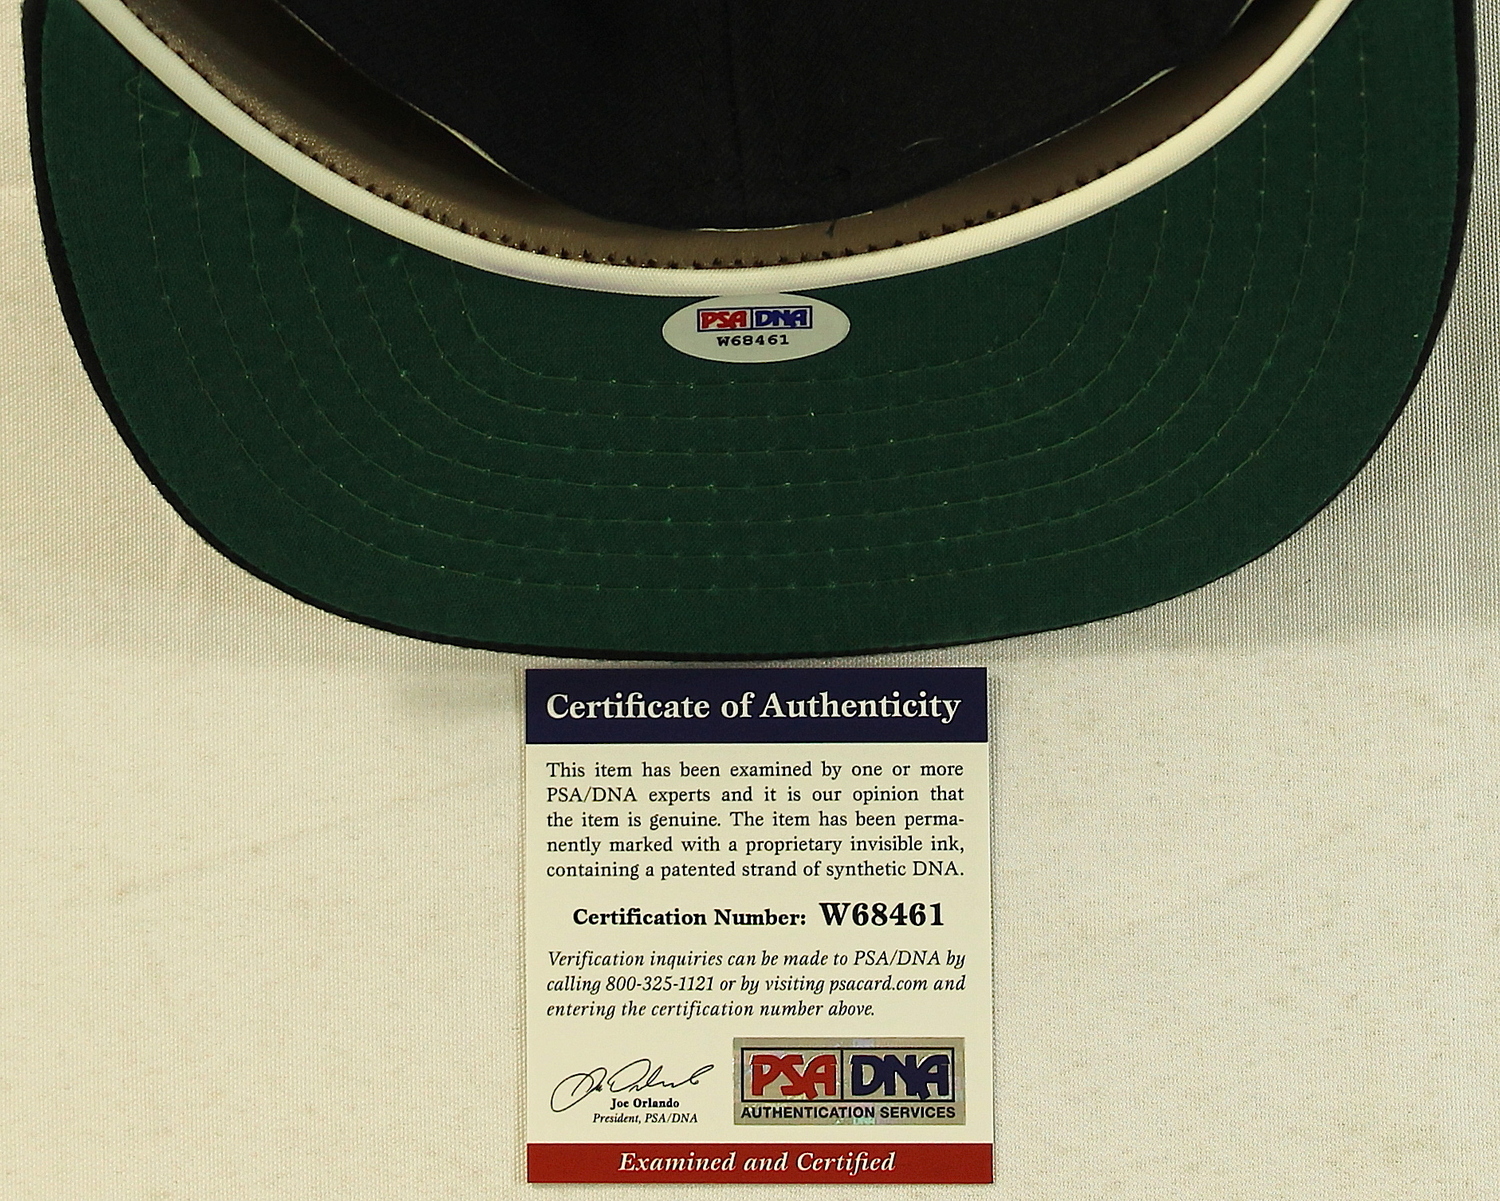 PSA DNA
W68461
Certificate of Authenticity
This item has been examined by one or more
PSA/DNA experts and it is our opinion that
the item is genuine. The item has been perma-
nently marked with a proprietary invisible ink,
containing a patented strand of synthetic DNA.
Certification Number: W68461
Verification inquiries can be made to PSA/DNA by
calling 800-325-1121 or by visiting psacard.com and
entering the certification number above.
Joe Orlando
President, PSA/DNA
PSA DNA
AUTHENTICATION SERVICES
Examined and Certified